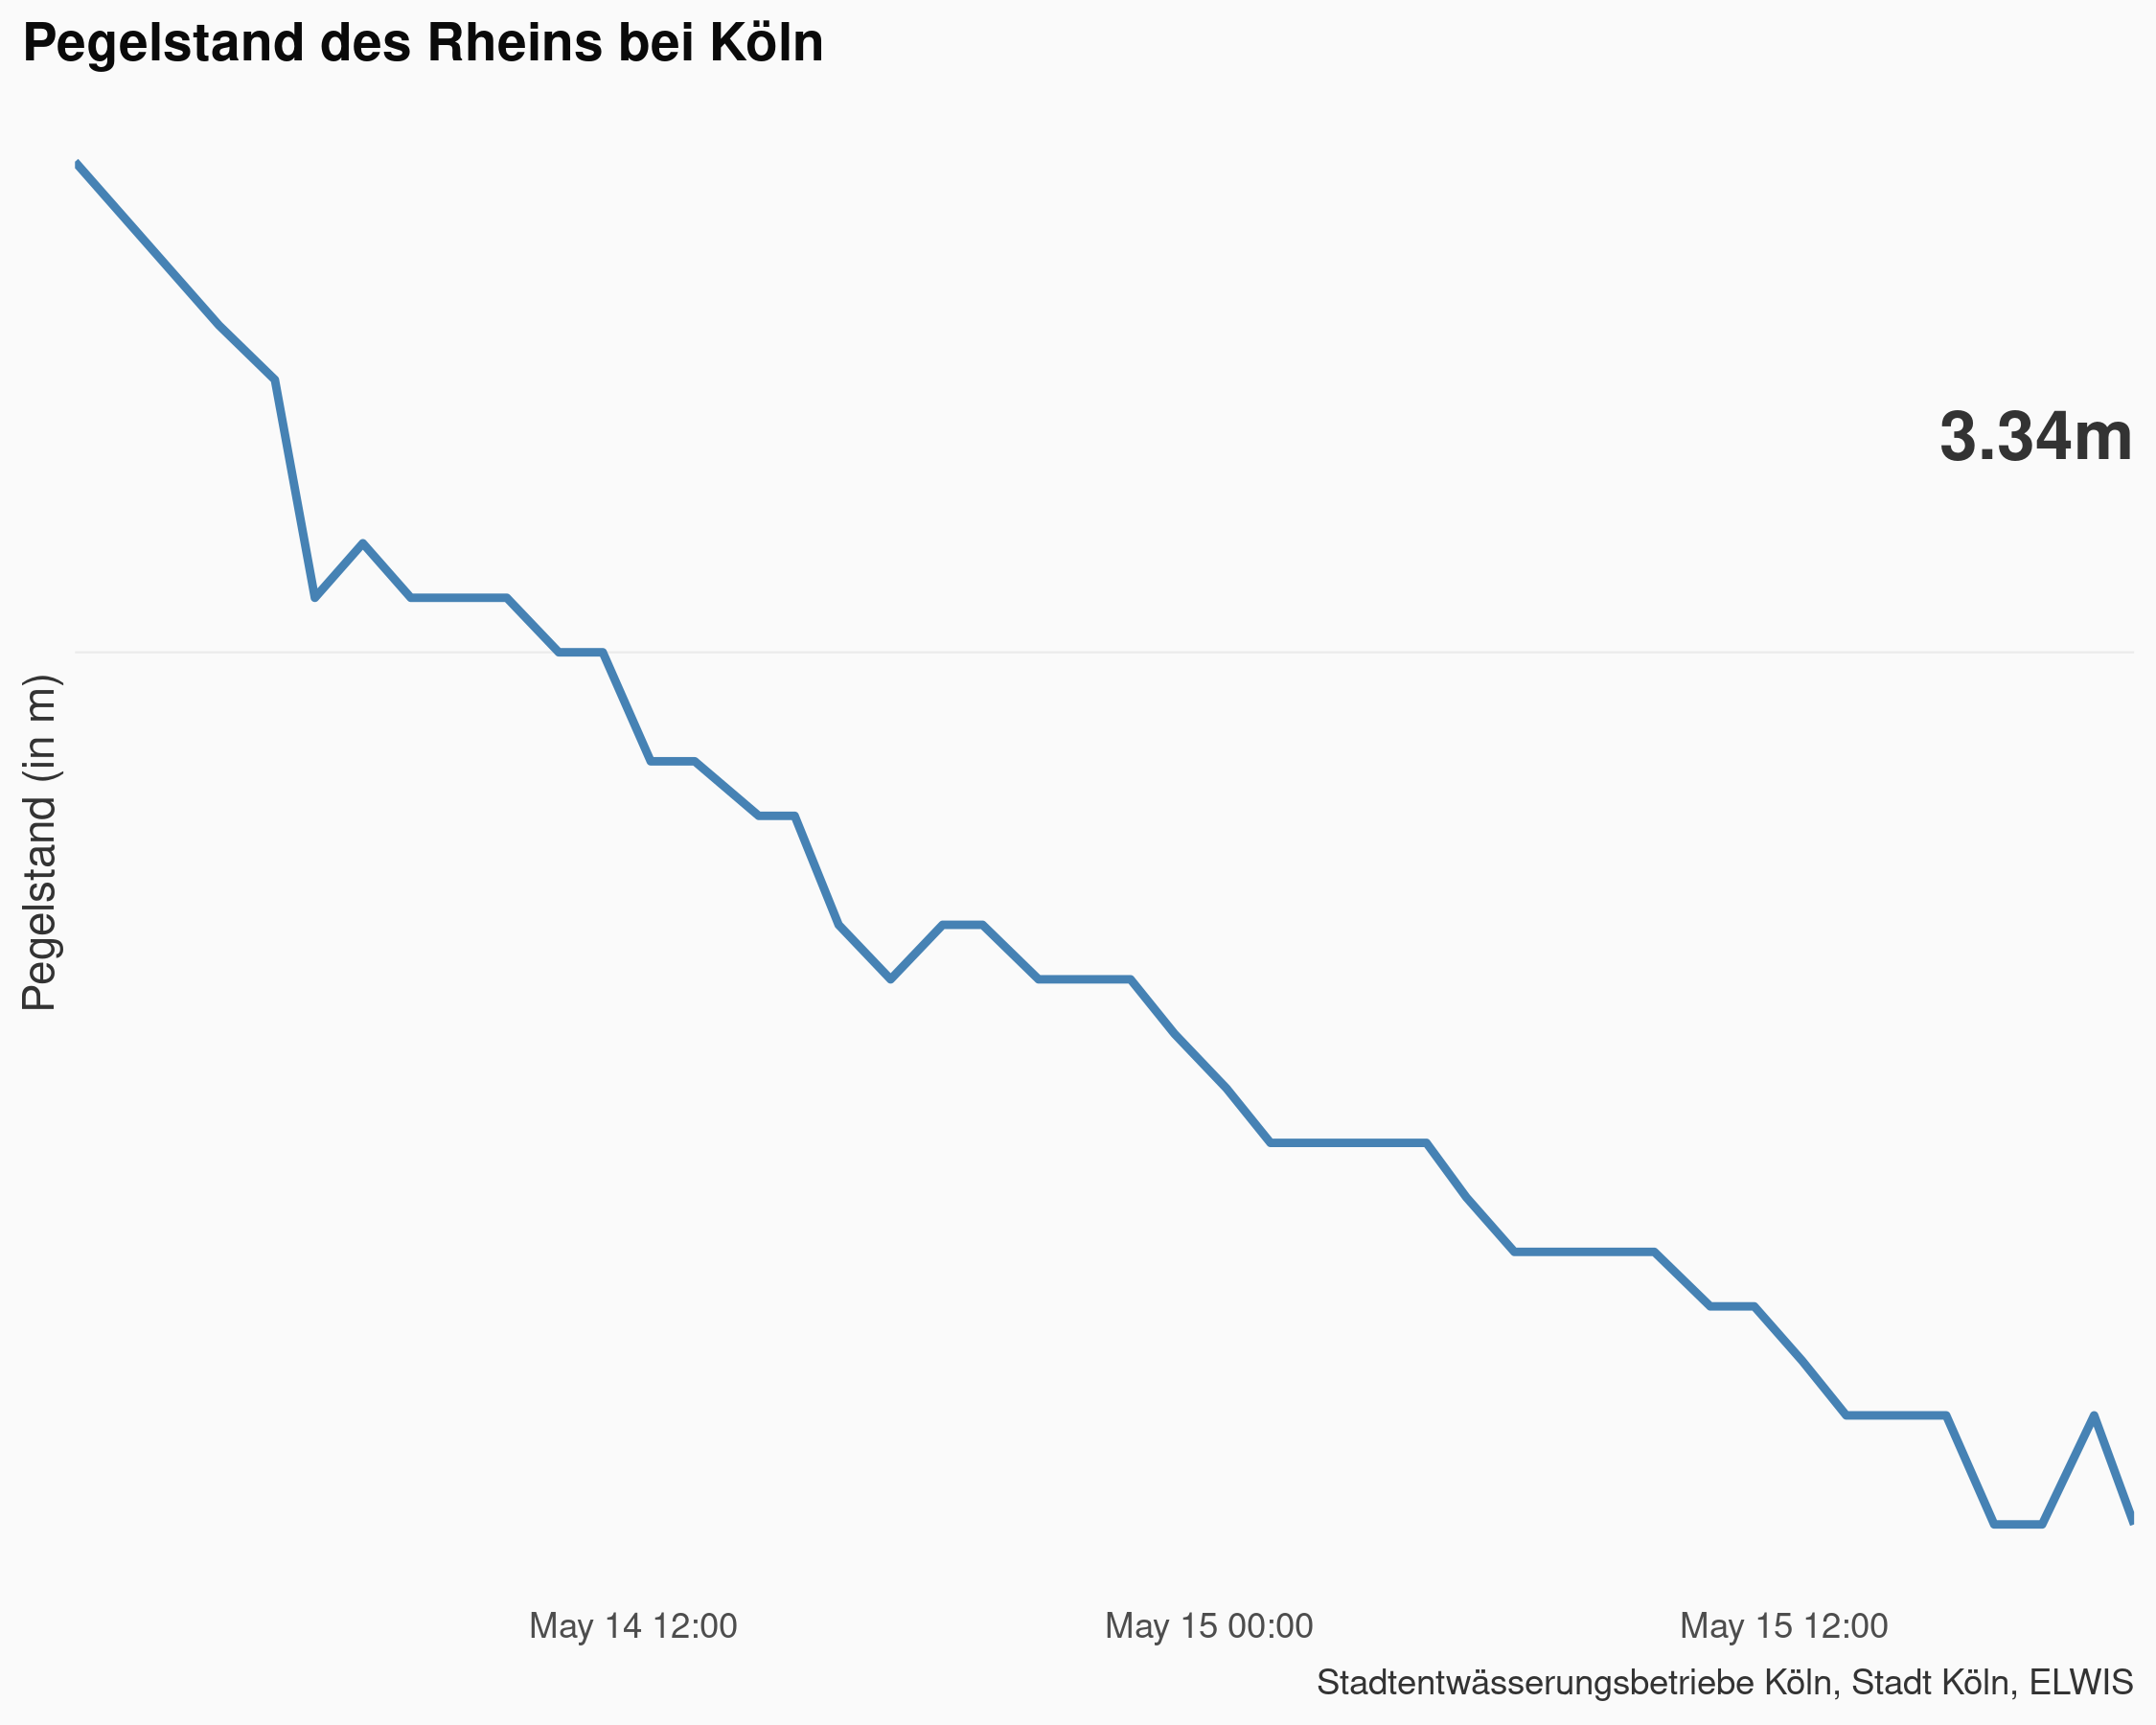 Pegelstand des Rheins bei Köln
3.34m
Pegelstand (in m)
May 14 12:00
May 15 00:00
May 15 12:00
Stadtentwässerungsbetriebe Köln, Stadt Köln, ELWIS